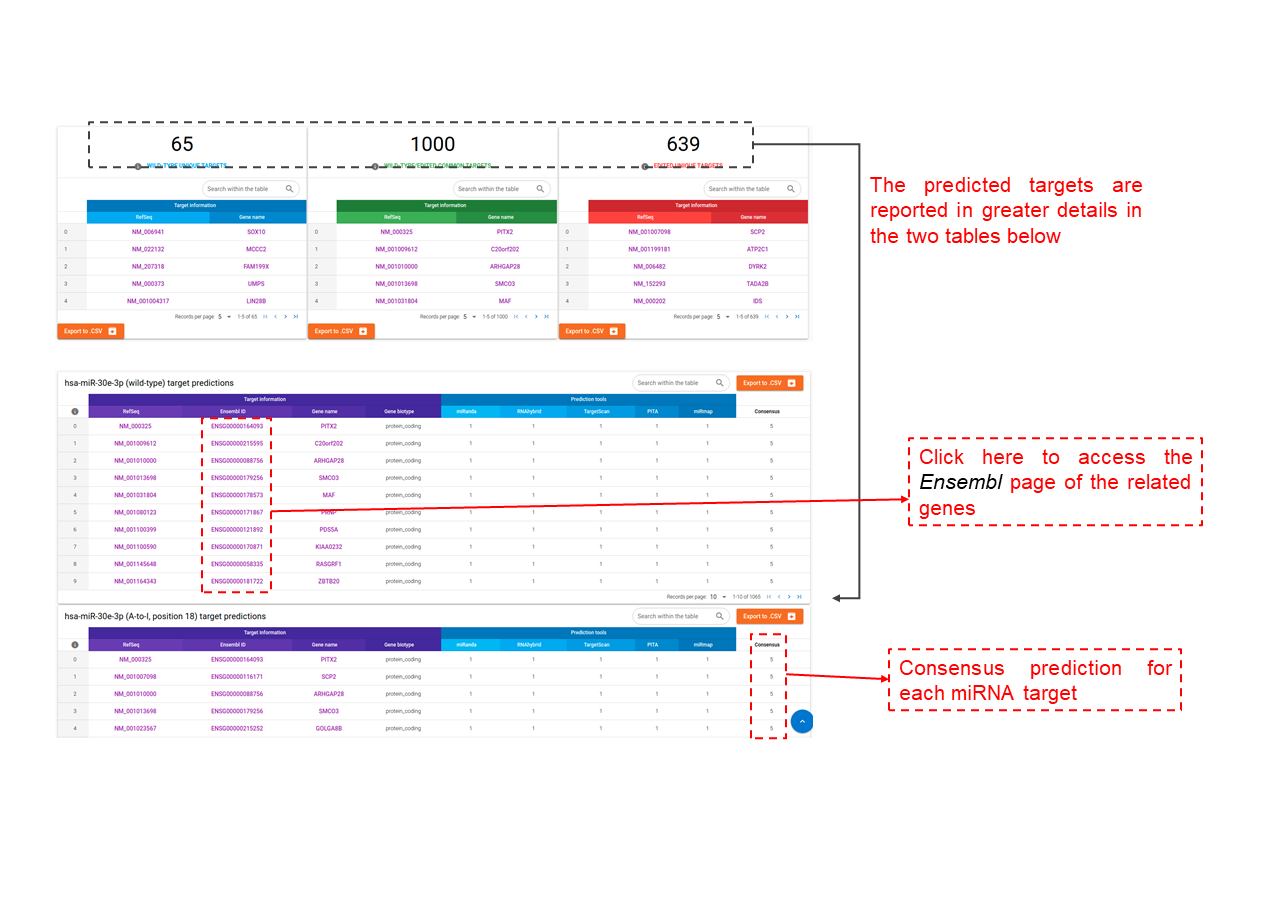 65
WILD-TYPE UNIQUE TARGETS
Search within the table
Target information
RefSeq Gene name
0 NM_006941 SOX10
1 NM_022132 MCCC2
2 NM_207318 FAM199X
3 NM_000373 UMPS
4 NM_001004317 LIN28B
Records per page: 5 1-5 of 65
Export to .CSV
1000
WILD-TYPE/EDITED COMMON TARGETS
Search within the table
Target information
RefSeq Gene name
0 NM_000325 PITX2
1 NM_001009612 C20orf202
2 NM_001010000 ARHGAP28
3 NM_001013698 SMCO3
4 NM_001031804 MAF
Records per page: 5 1-5 of 1000
Export to .CSV
639
EDITED UNIQUE TARGETS
Search within the table
Target information
RefSeq Gene name
0 NM_001007098 SCP2
1 NM_001199181 ATP2C1
2 NM_006482 DYRK2
3 NM_152293 TADA2B
4 NM_000202 IDS
Records per page: 5 1-5 of 639
Export to .CSV
The predicted targets are
reported in greater details in
the two tables below
hsa-miR-30e-3p (wild-type) target predictions
Search within the table
Export to .CSV
Target information Prediction tools
RefSeq Ensembl ID Gene name Gene biotype miRanda RNAhybrid TargetScan PITA miRmap Consensus
0 NM_000325 ENSG00000164093 PITX2 protein_coding 1 1 1 1 1 5
1 NM_001009612 ENSG00000215595 C20orf202 protein_coding 1 1 1 1 1 5
2 NM_001010000 ENSG00000088756 ARHGAP28 protein_coding 1 1 1 1 1 5
3 NM_001013698 ENSG00000179256 SMCO3 protein_coding 1 1 1 1 1 5
4 NM_001031804 ENSG00000178573 MAF protein_coding 1 1 1 1 1 5
5 NM_001080123 ENSG00000171867 PRNP protein_coding 1 1 1 1 1 5
6 NM_001100399 ENSG00000121892 PDS5A protein_coding 1 1 1 1 1 5
7 NM_001100590 ENSG00000170871 KIAA0232 protein_coding 1 1 1 1 1 5
8 NM_001145648 ENSG00000058335 RASGRF1 protein_coding 1 1 1 1 1 5
9 NM_001164343 ENSG00000181722 ZBTB20 protein_coding 1 1 1 1 1 5
Records per page: 10 1-10 of 1065
Click here to access the
Ensembl page of the related
genes
hsa-miR-30e-3p (A-to-I, position 18) target predictions
Search within the table
Export to .CSV
Target information Prediction tools
RefSeq Ensembl ID Gene name Gene biotype miRanda RNAhybrid TargetScan PITA miRmap Consensus
0 NM_000325 ENSG00000164093 PITX2 protein_coding 1 1 1 1 1 5
1 NM_001007098 ENSG00000116171 SCP2 protein_coding 1 1 1 1 1 5
2 NM_001010000 ENSG00000088756 ARHGAP28 protein_coding 1 1 1 1 1 5
3 NM_001013698 ENSG00000179256 SMCO3 protein_coding 1 1 1 1 1 5
4 NM_001023567 ENSG00000215252 GOLGA8B protein_coding 1 1 1 1 1 5
Consensus prediction for
each miRNA target